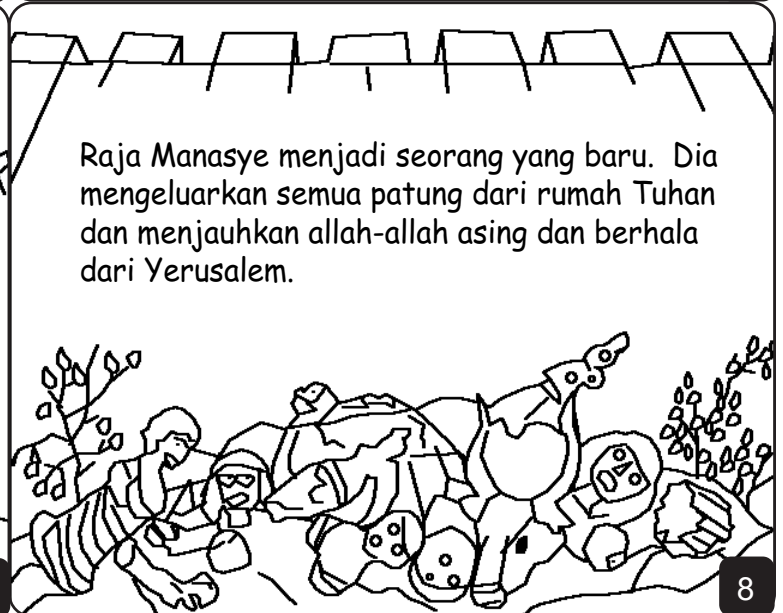 Raja Manasye menjadi seorang yang baru.  Dia
mengeluarkan semua patung dari rumah Tuhan
dan menjauhkan allah-allah asing dan berhala
dari Yerusalem.
8